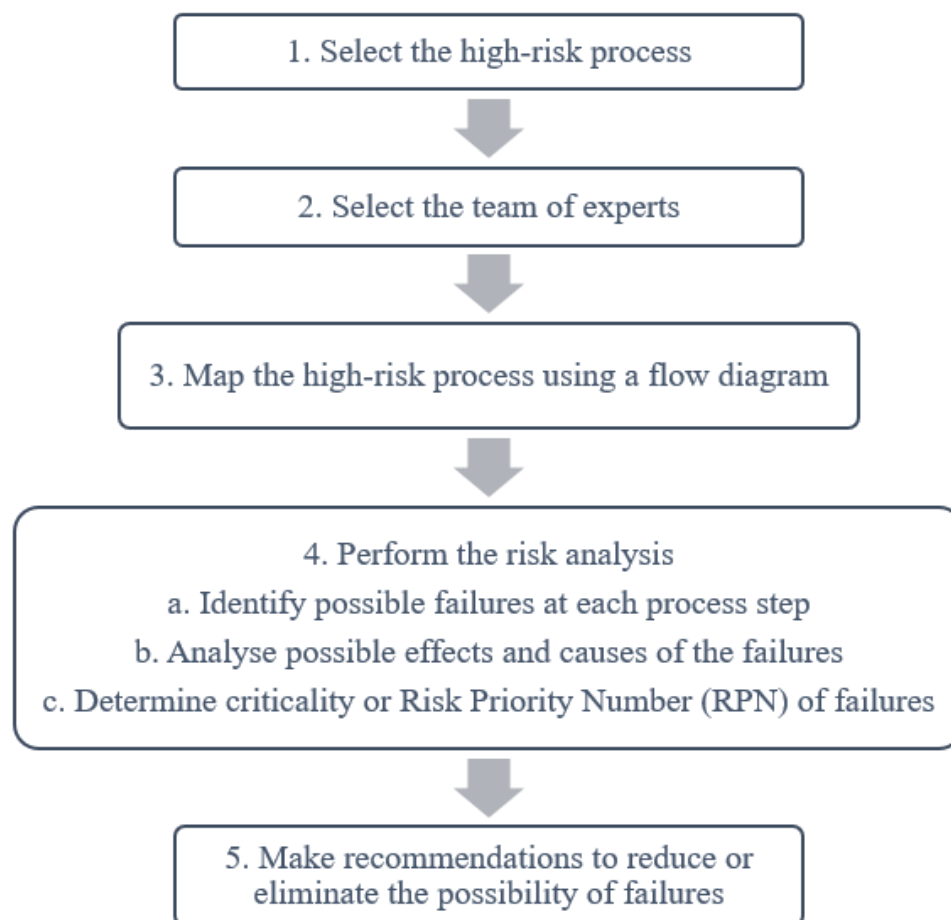 1. Select the high-risk process
2. Select the team of experts
3. Map the high-risk process using a flow diagram
4. Perform the risk analysis
a. Identify possible failures at each process step
b. Analyse possible effects and causes of the failures
c. Determine criticality or Risk Priority Number (RPN) of failures
5. Make recommendations to reduce or
eliminate the possibility of failures